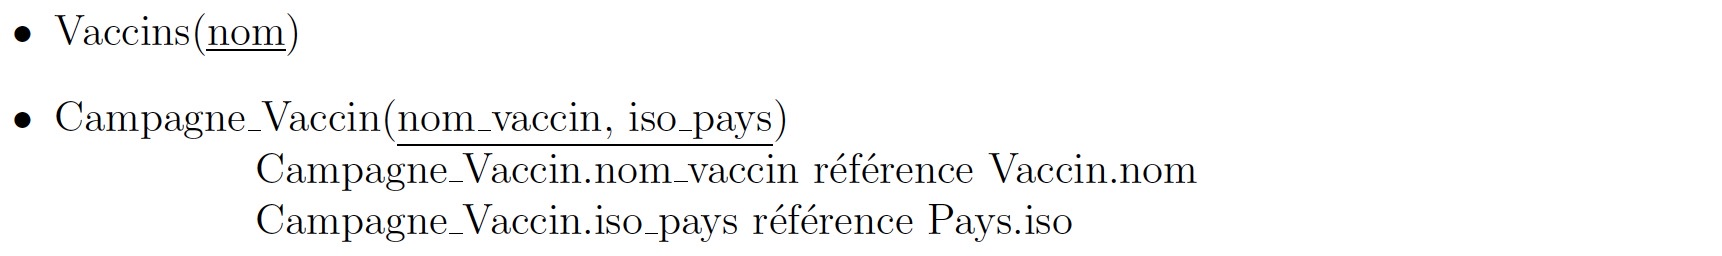 • Vaccins(nom)
• Campagne_Vaccin(nom_vaccin, iso_pays)
Campagne_Vaccin.nom_vaccin référence Vaccin.nom
Campagne_Vaccin.iso_pays référence Pays.iso